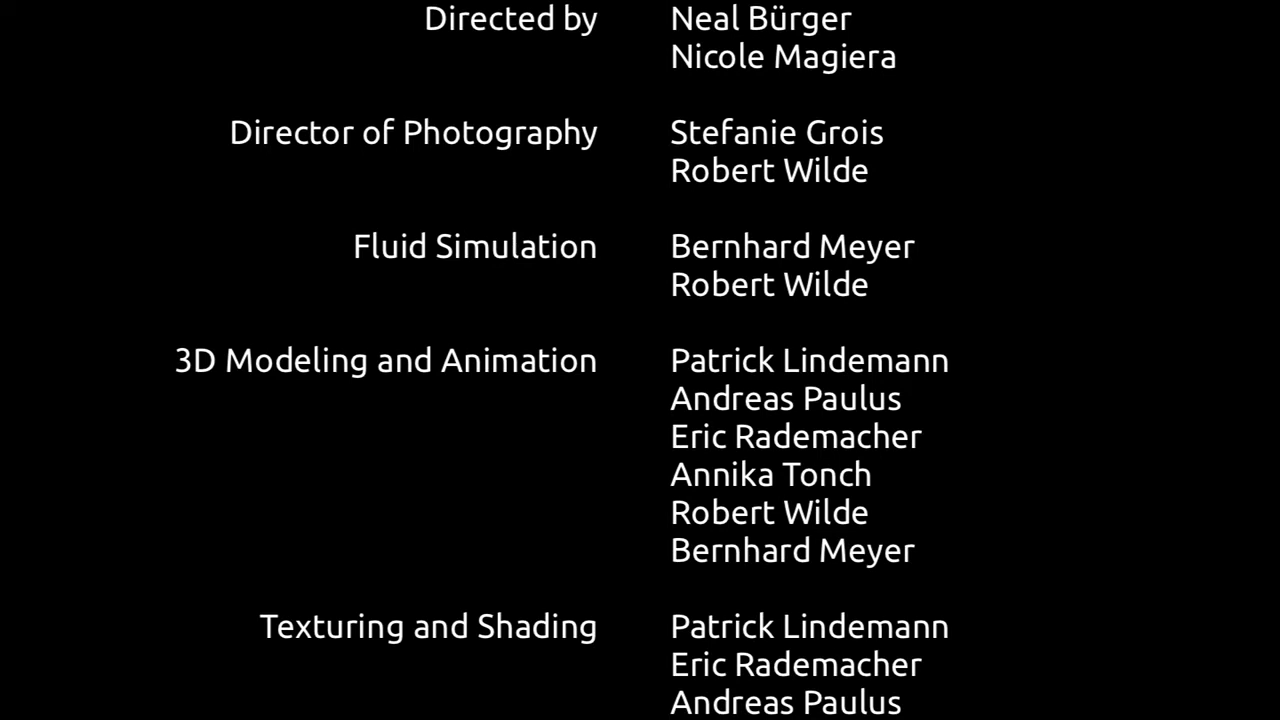 Directed by Neal Bürger
Nicole Magiera
Director of Photography Stefanie Grois
Robert Wilde
Fluid Simulation Bernhard Meyer
Robert Wilde
3D Modeling and Animation Patrick Lindemann
Andreas Paulus
Eric Rademacher
Annika Tonch
Robert Wilde
Bernhard Meyer
Texturing and Shading Patrick Lindemann
Eric Rademacher
Andreas Paulus